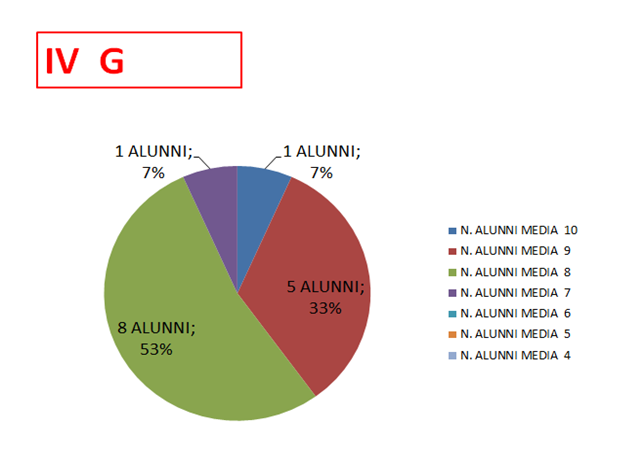 IV G
1 ALUNNI;
7%
1 ALUNNI;
7%
5 ALUNNI;
33%
8 ALUNNI;
53%
N. ALUNNI MEDIA 10
N. ALUNNI MEDIA 9
N. ALUNNI MEDIA 8
N. ALUNNI MEDIA 7
N. ALUNNI MEDIA 6
N. ALUNNI MEDIA 5
N. ALUNNI MEDIA 4